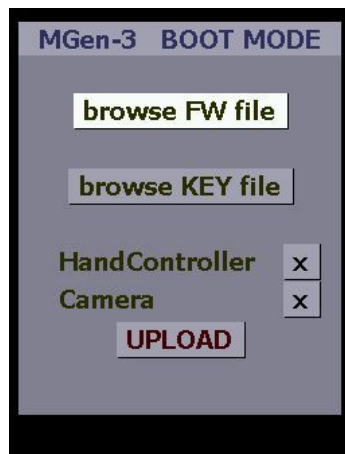 MGen-3 BOOT MODE
browse FW file
browse KEY file
HandController x
Camera x
UPLOAD